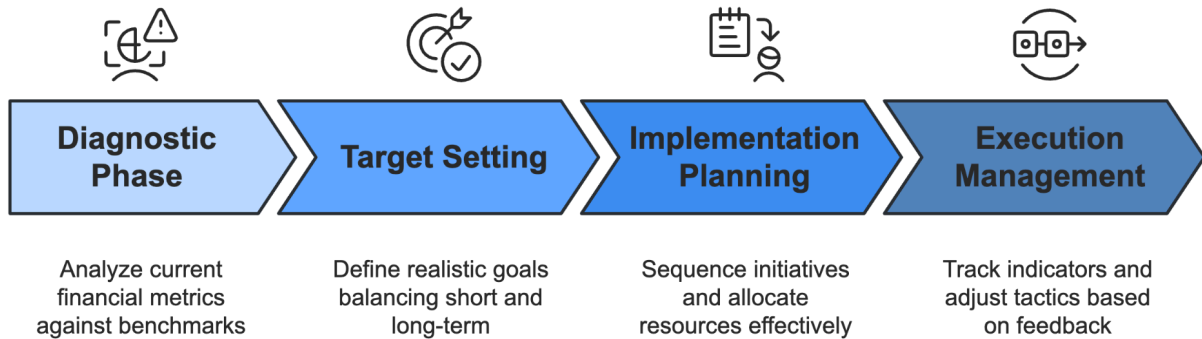 Diagnostic
Phase
Target Setting
Implementation
Planning
Execution
Management
Analyze current
financial metrics
against benchmarks
Define realistic goals
balancing short and
long-term
Sequence initiatives
and allocate
resources effectively
Track indicators and
adjust tactics based
on feedback